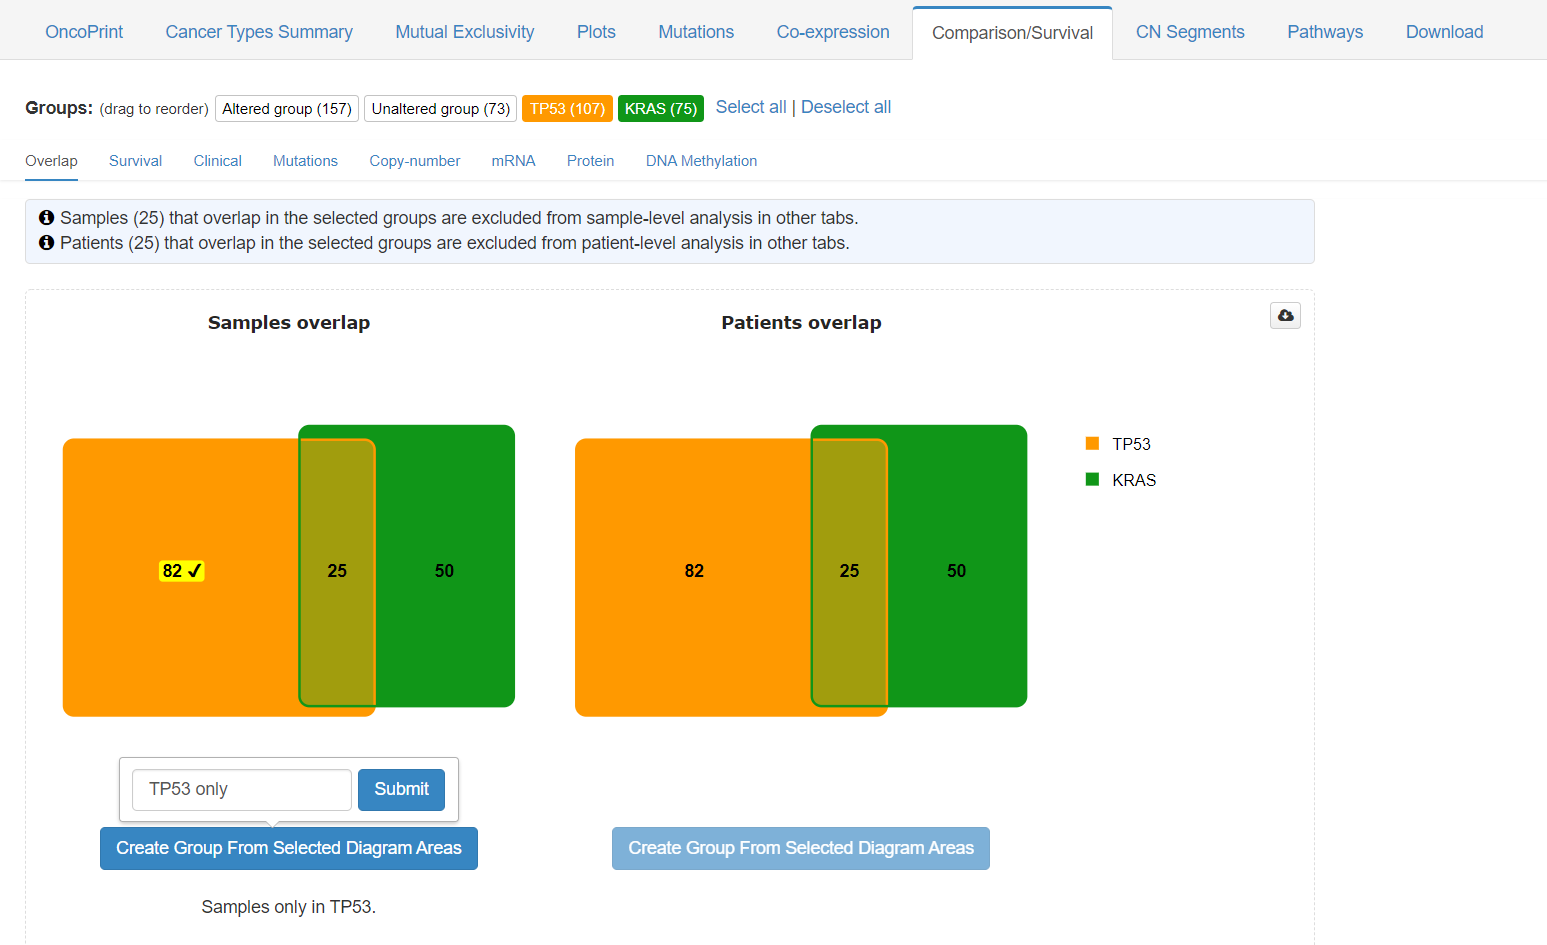 OncoPrint Cancer Types Summary Mutual Exclusivity Plots Mutations Co-expression Comparison/Survival CN Segments Pathways Download
Groups: (drag to reorder) Altered group (157) Unaltered group (73) TP53 (107) KRAS (75) Select all | Deselect all
Overlap Survival Clinical Mutations Copy-number mRNA Protein DNA Methylation
Samples (25) that overlap in the selected groups are excluded from sample-level analysis in other tabs.
Patients (25) that overlap in the selected groups are excluded from patient-level analysis in other tabs.
Samples overlap Patients overlap
TP53
KRAS
82 25 50 82 25 50
TP53 only Submit
Create Group From Selected Diagram Areas Create Group From Selected Diagram Areas
Samples only in TP53.